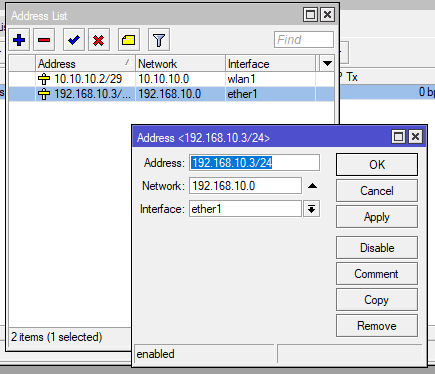 Address List
Find
Address / Network Interface
10.10.10.2/29 10.10.10.0 wlan1
192.168.10.3/... 192.168.10.0 ether1
Tx
0 bp
Address <192.168.10.3/24>
Address: 192.168.10.3/24
Network: 192.168.10.0
Interface: ether1
OK
Cancel
Apply
Disable
Comment
Copy
Remove
2 items (1 selected)
enabled